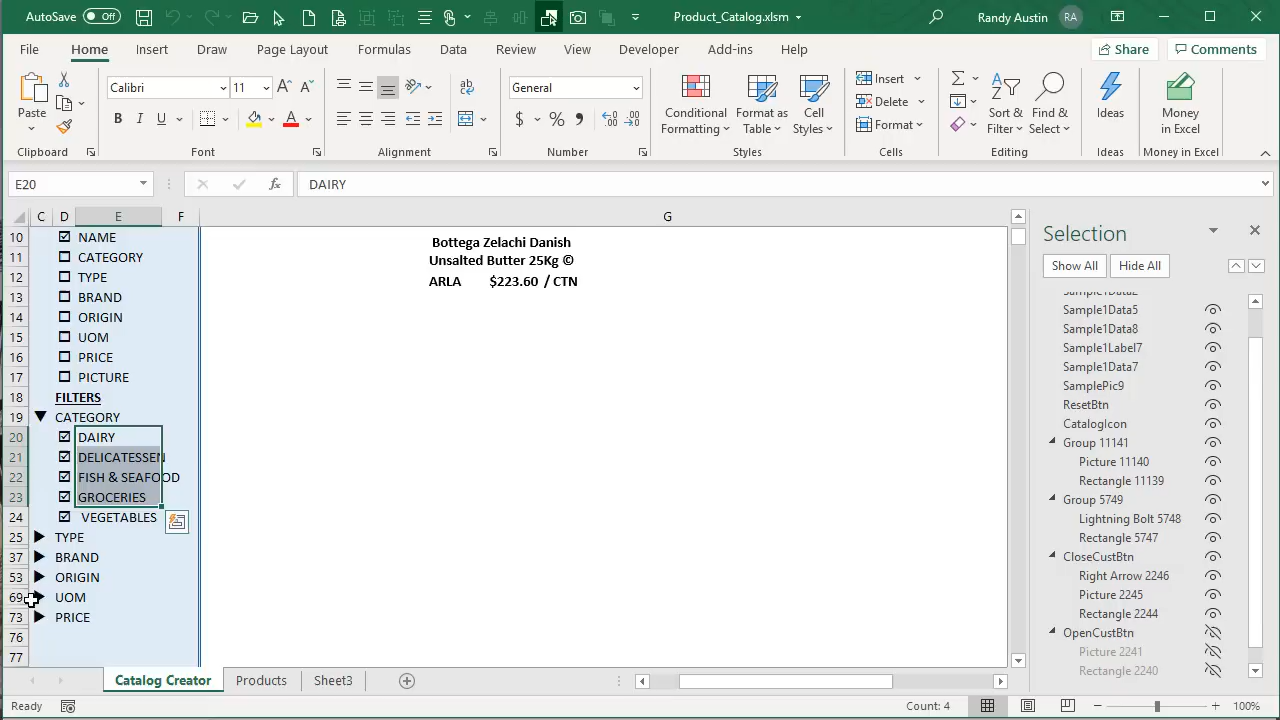 AutoSave Off Product_Catalog.xlsm Randy Austin RA
File Home Insert Draw Page Layout Formulas Data Review View Developer Add-ins Help Share Comments
Calibri 11 General
Insert
Delete
Format
Paste
B I U A $ % 9
Conditional Formatting
Format as Table
Cell Styles
Sort & Filter
Find & Select
Ideas
Money in Excel
Clipboard Font Alignment Number Styles Cells Editing Ideas Money in Excel
E20 fx DAIRY
C D E F G
10 NAME
11 CATEGORY
12 TYPE
13 BRAND
14 ORIGIN
15 UOM
16 PRICE
17 PICTURE
18 FILTERS
19 CATEGORY
20 DAIRY
21 DELICATESSEN
22 FISH & SEAFOOD
23 GROCERIES
24 VEGETABLES
25 TYPE
37 BRAND
53 ORIGIN
69 UOM
73 PRICE
76
77
Bottega Zelachi Danish
Unsalted Butter 25Kg ©
ARLA $223.60 / CTN
Selection
Show All Hide All
Sample1Data2
Sample1Data5
Sample1Data8
Sample1Label7
Sample1Data7
SamplePic9
ResetBtn
CatalogIcon
Group 11141
Picture 11140
Rectangle 11139
Group 5749
Lightning Bolt 5748
Rectangle 5747
CloseCustBtn
Right Arrow 2246
Picture 2245
Rectangle 2244
OpenCustBtn
Picture 2241
Rectangle 2240
Catalog Creator Products Sheet3
Ready Count: 4 100%